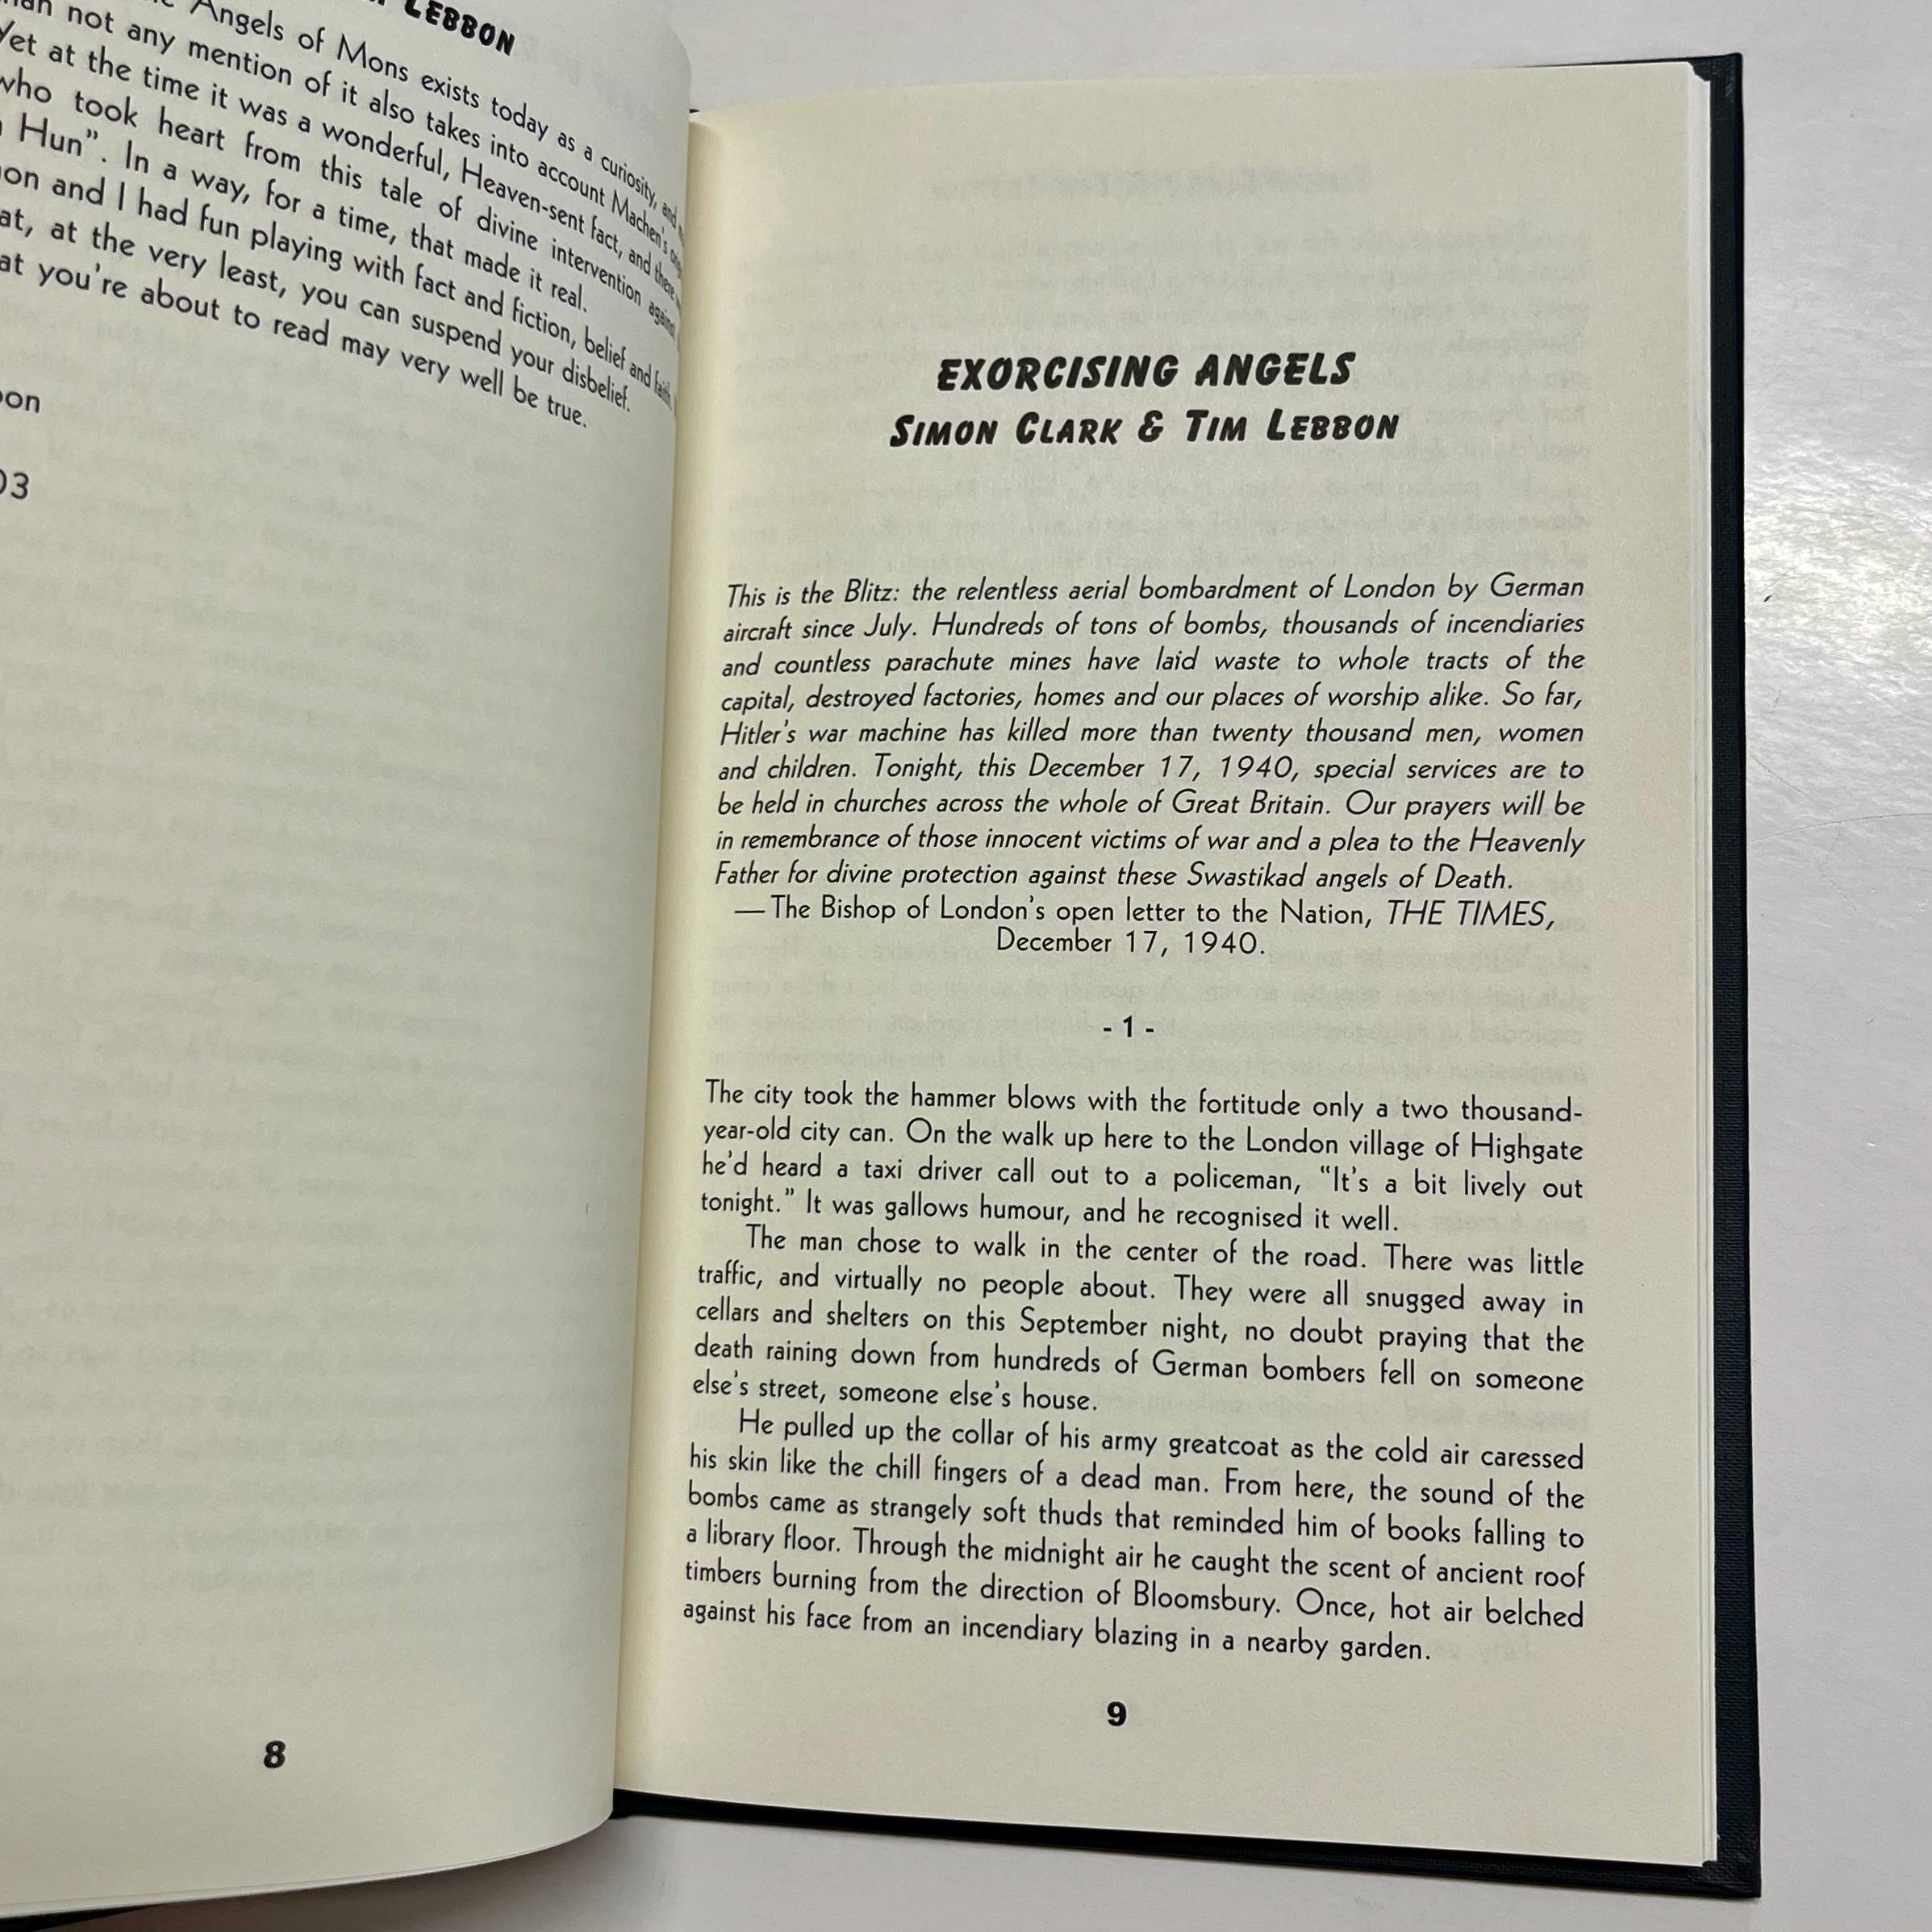 LEBBON
Angels of Mons exists today as a curiosity, and
not any mention of it also takes into account Machen's
Yet at the time it was a wonderful, Heaven-sent fact, and there
who took heart from this tale of divine intervention against
Hun". In a way, for a time, that made it real.
and I had fun playing with fact and fiction, belief and faith
at, at the very least, you can suspend your disbelief.
at you're about to read may very well be true.
on
03
8
EXORCISING ANGELS
SIMON CLARK & TIM LEBBON
This is the Blitz: the relentless aerial bombardment of London by German
aircraft since July. Hundreds of tons of bombs, thousands of incendiaries
and countless parachute mines have laid waste to whole tracts of the
capital, destroyed factories, homes and our places of worship alike. So far,
Hitler's war machine has killed more than twenty thousand men, women
and children. Tonight, this December 17, 1940, special services are to
be held in churches across the whole of Great Britain. Our prayers will be
in remembrance of those innocent victims of war and a plea to the Heavenly
Father for divine protection against these Swastikad angels of Death.
—The Bishop of London's open letter to the Nation, THE TIMES,
December 17, 1940.
- 1 -
The city took the hammer blows with the fortitude only a two thousand-
year-old city can. On the walk up here to the London village of Highgate
he'd heard a taxi driver call out to a policeman, "It's a bit lively out
tonight." It was gallows humour, and he recognised it well.
The man chose to walk in the center of the road. There was little
traffic, and virtually no people about. They were all snugged away in
cellars and shelters on this September night, no doubt praying that the
death raining down from hundreds of German bombers fell on someone
else's street, someone else's house.
He pulled up the collar of his army greatcoat as the cold air caressed
his skin like the chill fingers of a dead man. From here, the sound of the
bombs came as strangely soft thuds that reminded him of books falling to
a library floor. Through the midnight air he caught the scent of ancient roof
timbers burning from the direction of Bloomsbury. Once, hot air belched
against his face from an incendiary blazing in a nearby garden.
9